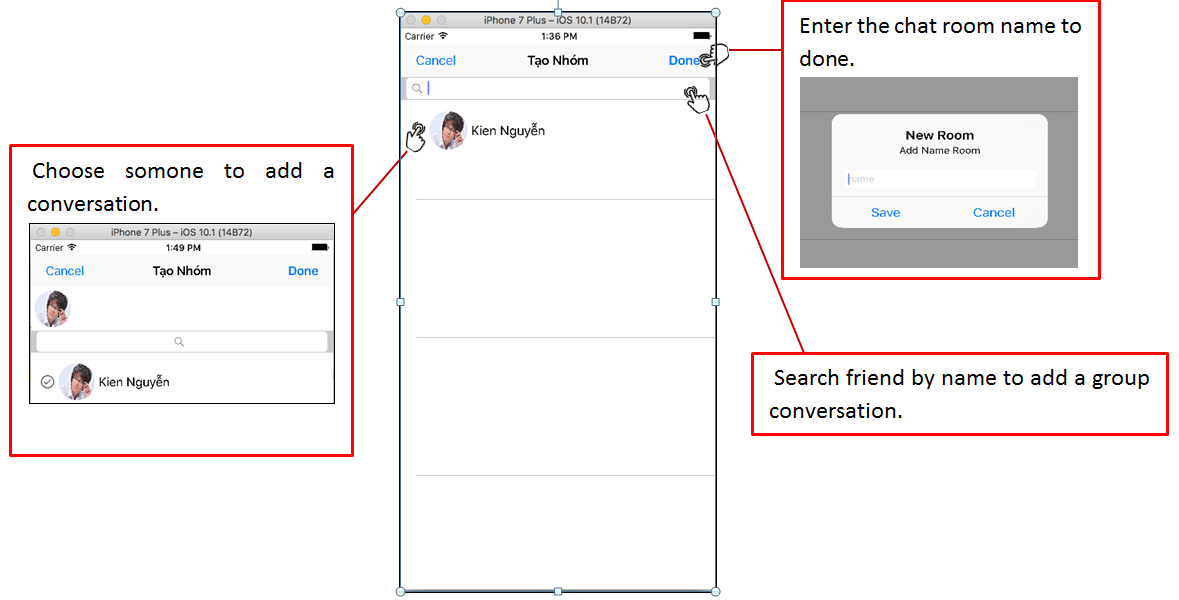 Choose somone to add a
conversation.
iPhone 7 Plus – iOS 10.1 (14B72)
Carrier 1:49 PM
Cancel Tạo Nhóm Done
Kien Nguyễn
iPhone 7 Plus – iOS 10.1 (14B72)
Carrier 1:36 PM
Cancel Tạo Nhóm Done
Kien Nguyễn
Enter the chat room name to
done.
New Room
Add Name Room
name
Save Cancel
Search friend by name to add a group
conversation.